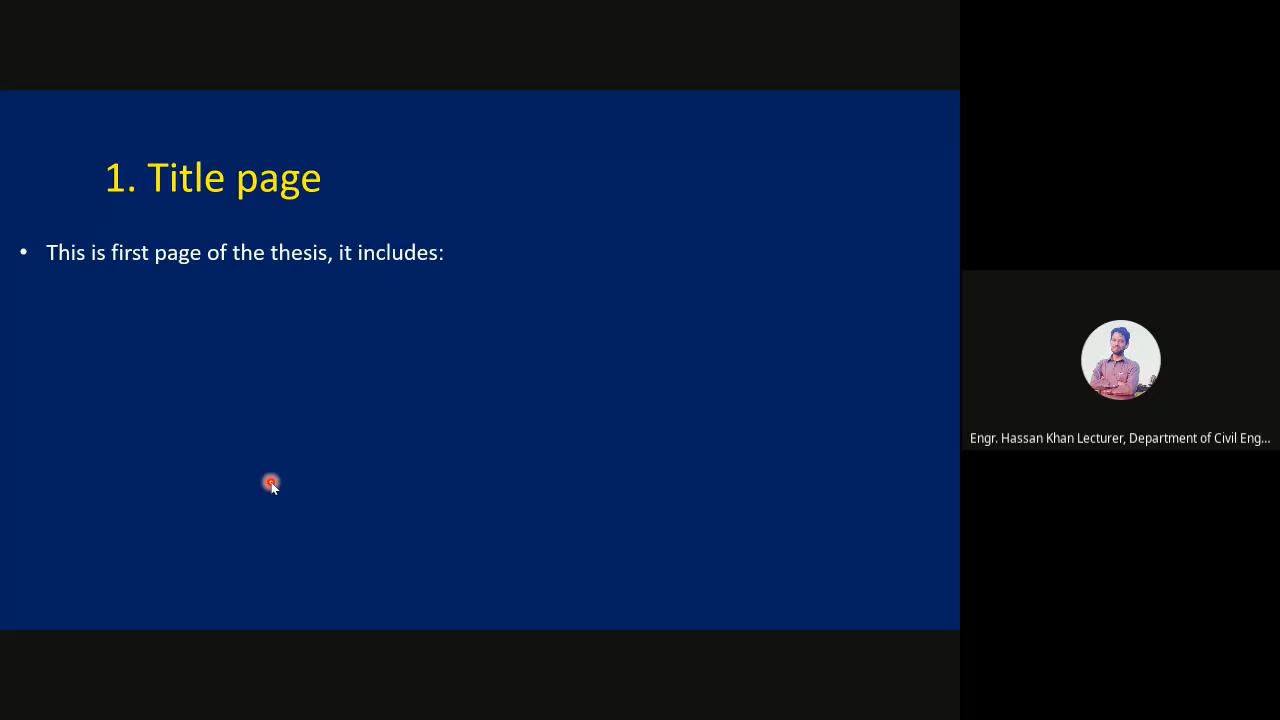 1. Title page
• This is first page of the thesis, it includes:
Engr. Hassan Khan Lecturer, Department of Civil Eng...